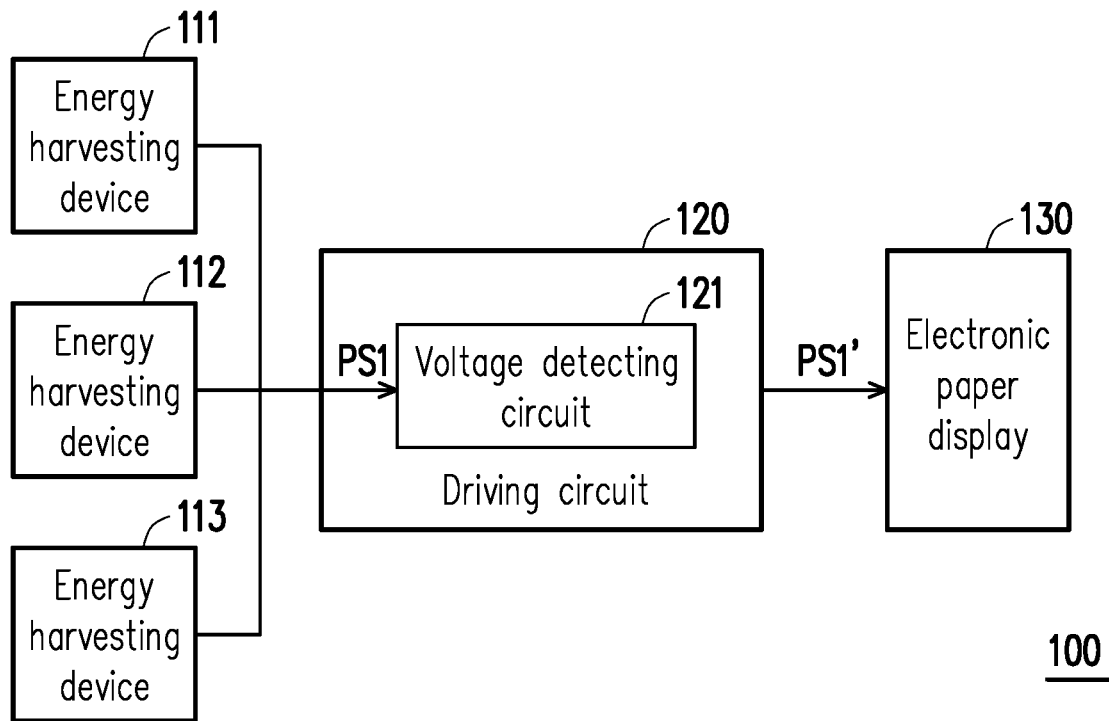 111
Energy
harvesting
device
112
Energy
harvesting
device
113
Energy
harvesting
device
120
121
PS1
Voltage detecting
circuit
Driving circuit
PS1’
130
Electronic
paper
display
100